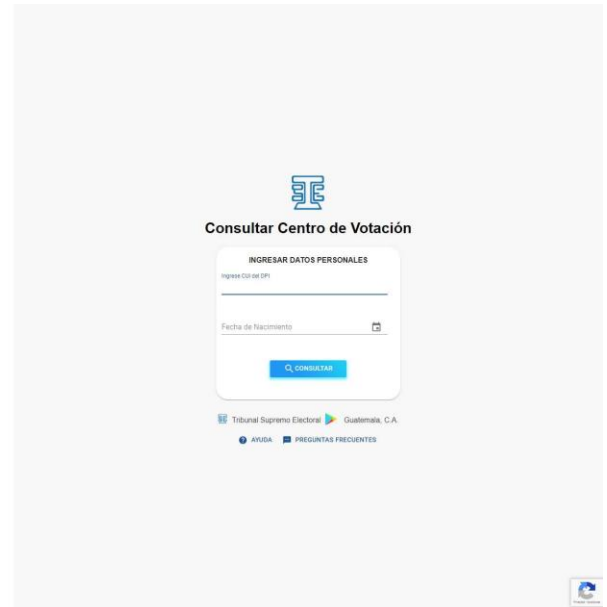 Consultar Centro de Votación
INGRESAR DATOS PERSONALES
Ingrese CUI del DPI
Fecha de Nacimiento
CONSULTAR
Tribunal Supremo Electoral Guatemala, C.A.
AYUDA PREGUNTAS FRECUENTES